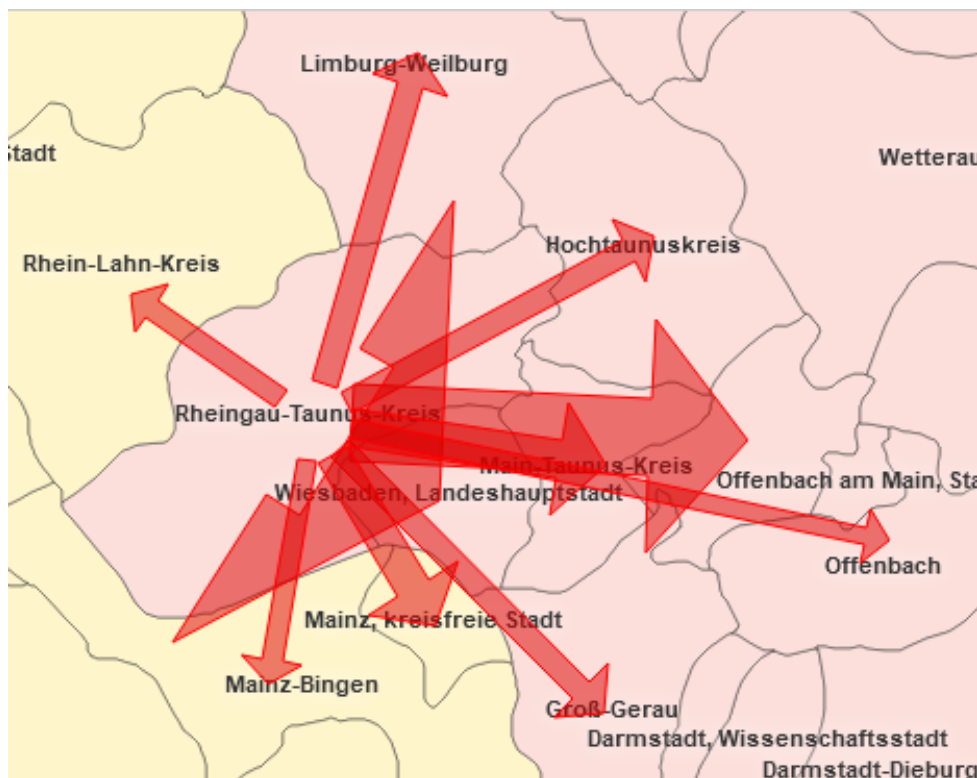 Limburg-Weilburg
Stadt
Wetterau
Hochtaunuskreis
Rhein-Lahn-Kreis
Rheingau-Taunus-Kreis
Main-Taunus-Kreis
Offenbach am Main, Sta
Wiesbaden, Landeshauptstadt
Offenbach
Mainz, kreisfreie Stadt
Mainz-Bingen
Groß-Gerau
Darmstadt, Wissenschaftsstadt
Darmstadt-Dieburg